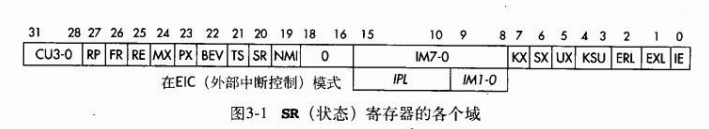 31 28 27 26 25 24 23 22 21 20 19 18 16 15 10 9 8 7 6 5 4 3 2 1 0
CU3-0 RP FR RE MX PX BEV TS SR NMI 0 IM7-0 KX SX UX KSU ERL EXL IE
在EIC（外部中断控制）模式 IPL IM1-0
图3-1 SR（状态）寄存器的各个域